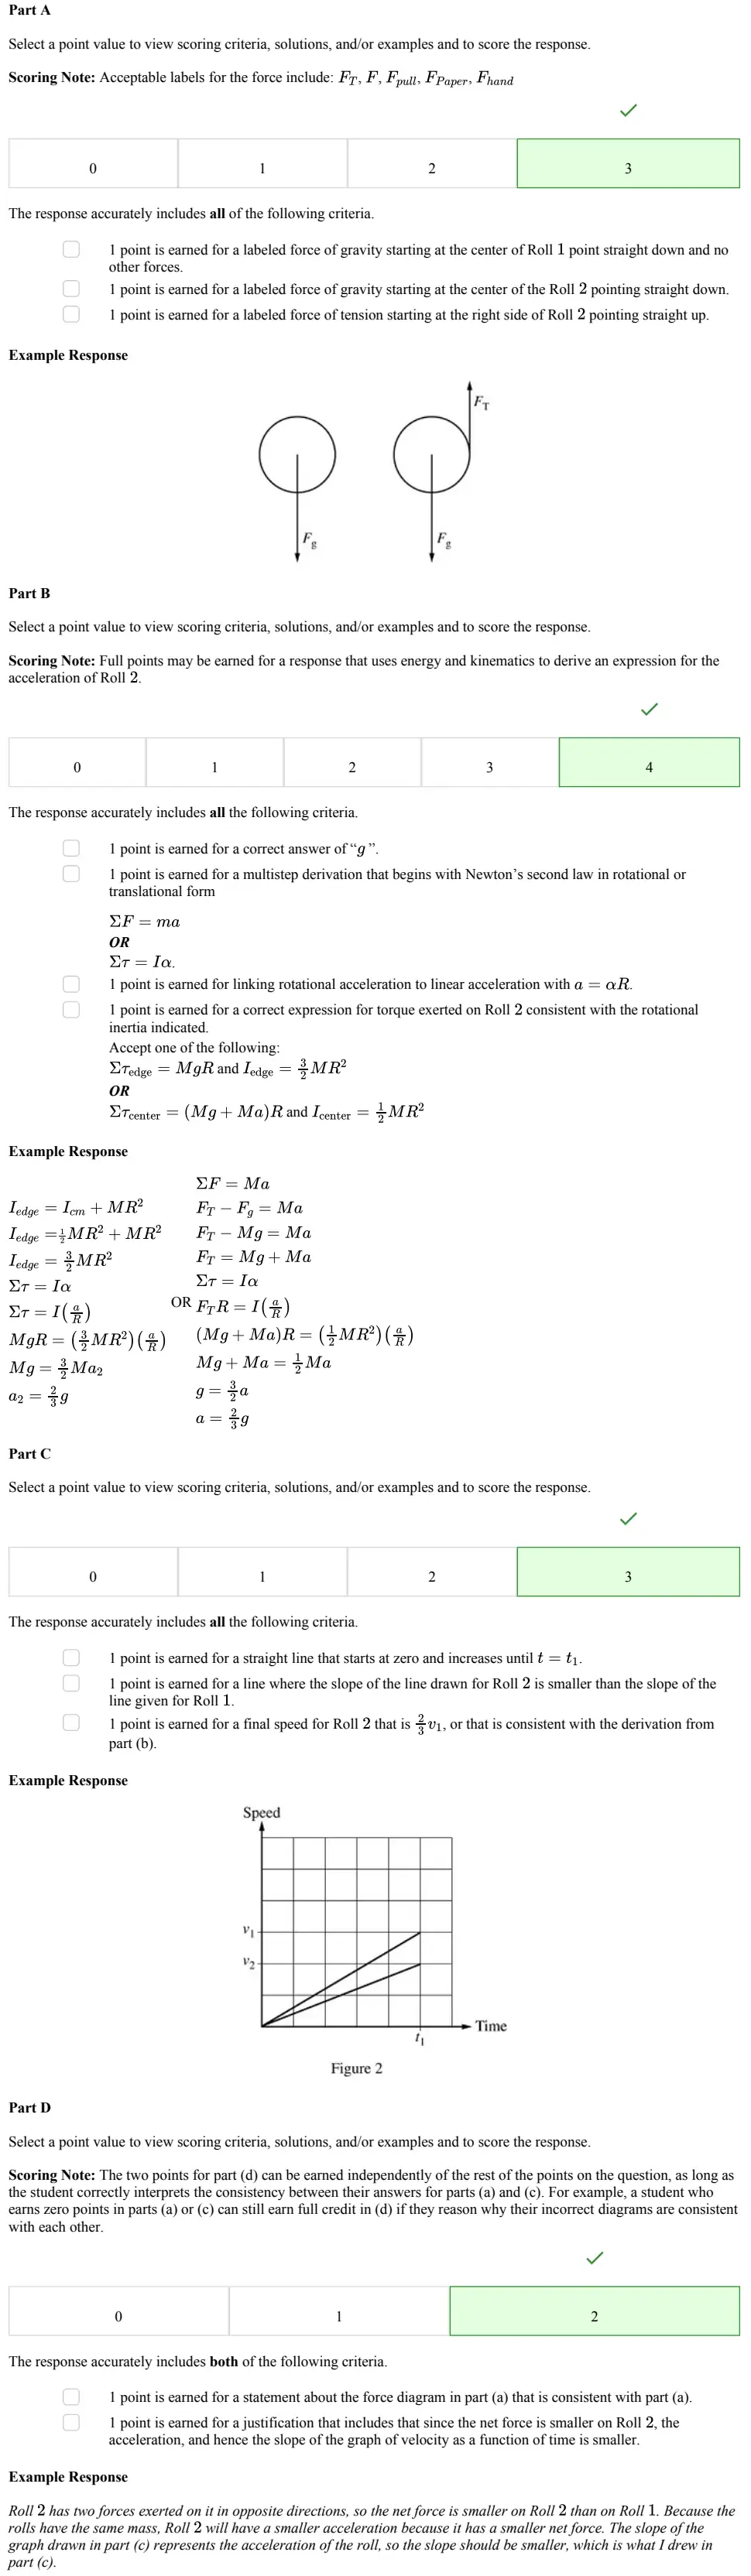 Part A
Select a point value to view scoring criteria, solutions, and/or examples and to score the response.
Scoring Note: Acceptable labels for the force include: F_T, F, F_pull, F_Paper, F_hand
✓
0 1 2 3
The response accurately includes all of the following criteria.
1 point is earned for a labeled force of gravity starting at the center of Roll 1 point straight down and no
other forces.
1 point is earned for a labeled force of gravity starting at the center of the Roll 2 pointing straight down.
1 point is earned for a labeled force of tension starting at the right side of Roll 2 pointing straight up.
Example Response
F_T
F_g F_g
Part B
Select a point value to view scoring criteria, solutions, and/or examples and to score the response.
Scoring Note: Full points may be earned for a response that uses energy and kinematics to derive an expression for the
acceleration of Roll 2.
✓
0 1 2 3 4
The response accurately includes all the following criteria.
1 point is earned for a correct answer of “g”.
1 point is earned for a multistep derivation that begins with Newton’s second law in rotational or
translational form
ΣF = ma
OR
Στ = Iα.
1 point is earned for linking rotational acceleration to linear acceleration with a = αR.
1 point is earned for a correct expression for torque exerted on Roll 2 consistent with the rotational
inertia indicated.
Accept one of the following:
Στ_edge = MgR and I_edge = 3/2 MR²
OR
Στ_center = (Mg + Ma)R and I_center = 1/2 MR²
Example Response
I_edge = I_cm + MR²
I_edge = 1/2 MR² + MR²
I_edge = 3/2 MR²
Στ = Iα
Στ = I(a/R)
MgR = (3/2 MR²)(a/R)
Mg = 3/2 Ma₂
a₂ = 2/3 g
OR
ΣF = Ma
F_T − F_g = Ma
F_T − Mg = Ma
F_T = Mg + Ma
Στ = Iα
F_T R = I(a/R)
(Mg + Ma)R = (1/2 MR²)(a/R)
Mg + Ma = 1/2 Ma
g = 3/2 a
a = 2/3 g
Part C
Select a point value to view scoring criteria, solutions, and/or examples and to score the response.
✓
0 1 2 3
The response accurately includes all the following criteria.
1 point is earned for a straight line that starts at zero and increases until t = t₁.
1 point is earned for a line where the slope of the line drawn for Roll 2 is smaller than the slope of the
line given for Roll 1.
1 point is earned for a final speed for Roll 2 that is 2/3 v₁, or that is consistent with the derivation from
part (b).
Example Response
Speed
v₁
v₂
Time
t₁
Figure 2
Part D
Select a point value to view scoring criteria, solutions, and/or examples and to score the response.
Scoring Note: The two points for part (d) can be earned independently of the rest of the points on the question, as long as
the student correctly interprets the consistency between their answers for parts (a) and (c). For example, a student who
earns zero points in parts (a) or (c) can still earn full credit in (d) if they reason why their incorrect diagrams are consistent
with each other.
✓
0 1 2
The response accurately includes both of the following criteria.
1 point is earned for a statement about the force diagram in part (a) that is consistent with part (a).
1 point is earned for a justification that includes that since the net force is smaller on Roll 2, the
acceleration, and hence the slope of the graph of velocity as a function of time is smaller.
Example Response
Roll 2 has two forces exerted on it in opposite directions, so the net force is smaller on Roll 2 than on Roll 1. Because the
rolls have the same mass, Roll 2 will have a smaller acceleration because it has a smaller net force. The slope of the
graph drawn in part (c) represents the acceleration of the roll, so the slope should be smaller, which is what I drew in
part (c).